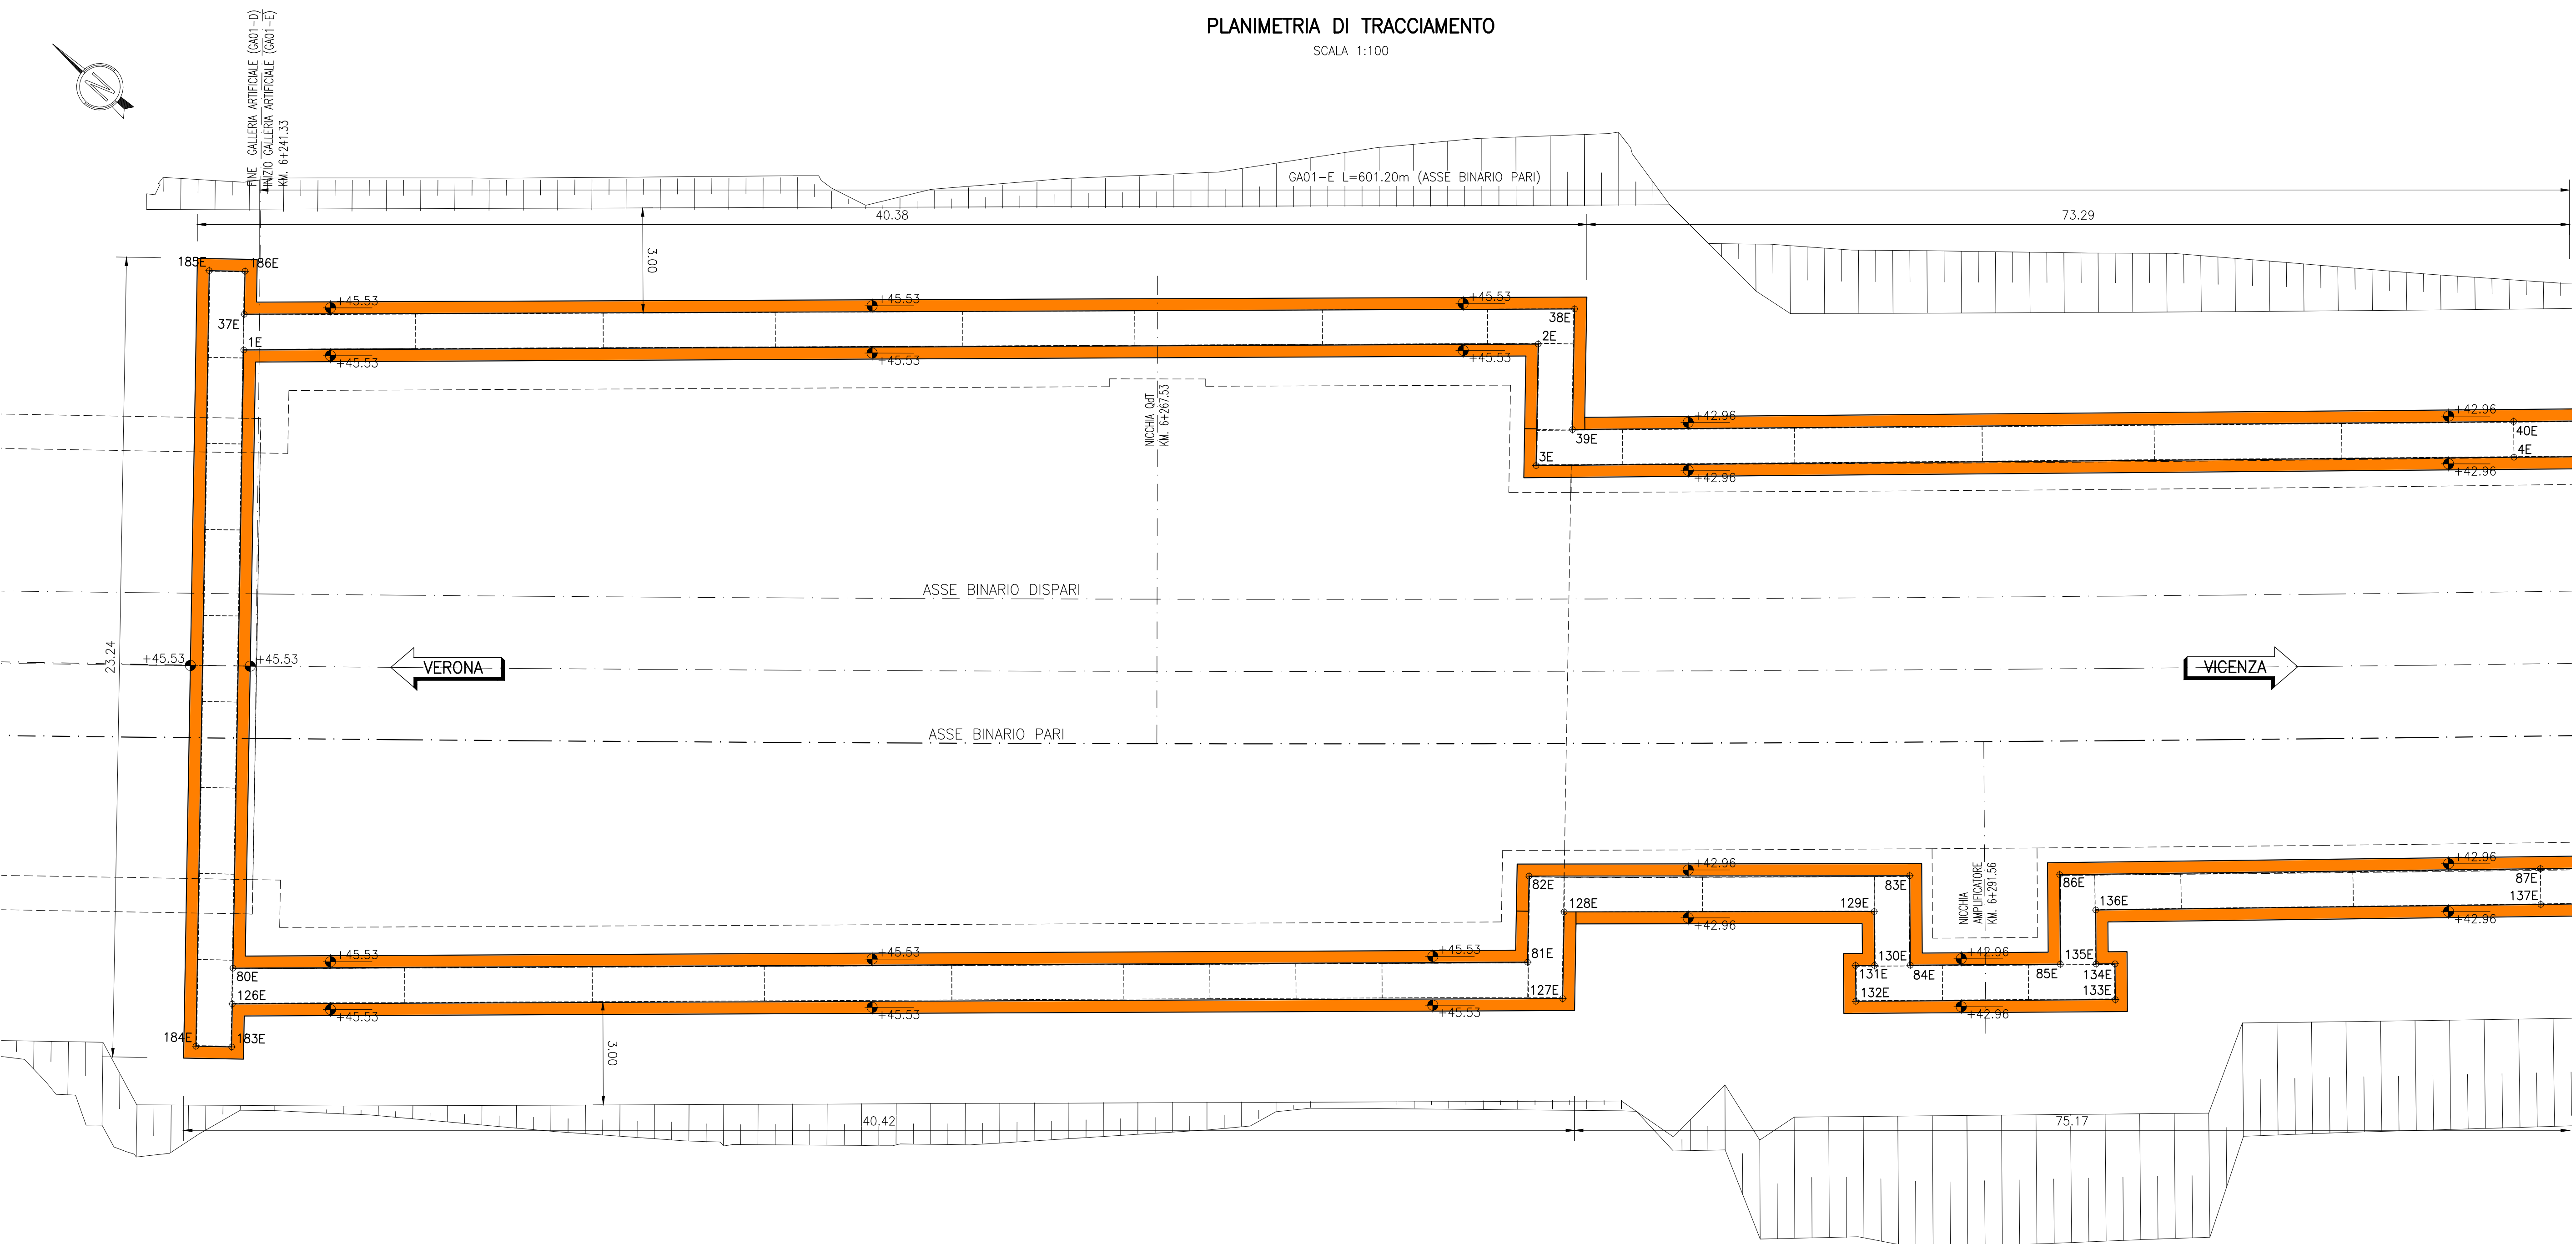 PLANIMETRIA DI TRACCIAMENTO
SCALA 1:100
N
FINE GALLERIA ARTIFICIALE (GA01-D)
INIZIO GALLERIA ARTIFICIALE (GA01-E)
KM. 6+241.33
GA01-E L=601.20m (ASSE BINARIO PARI)
40.38
73.29
3.00
185E
186E
+45.53
+45.53
+45.53
37E
38E
1E
2E
+45.53
+45.53
+45.53
NICCHIA QdT
KM. 6+267.53
+42.96
+42.96
39E
40E
3E
4E
+42.96
+42.96
ASSE BINARIO DISPARI
23.24
+45.53
+45.53
VERONA
VICENZA
ASSE BINARIO PARI
+42.96
+42.96
82E
83E
86E
87E
NICCHIA
AMPLIFICATORE
KM. 6+291.56
128E
129E
136E
137E
+42.96
+42.96
+45.53
+45.53
+45.53
81E
130E
+42.96
135E
80E
131E
84E
85E
134E
126E
127E
132E
133E
+45.53
+45.53
+45.53
+42.96
184E
183E
3.00
40.42
75.17